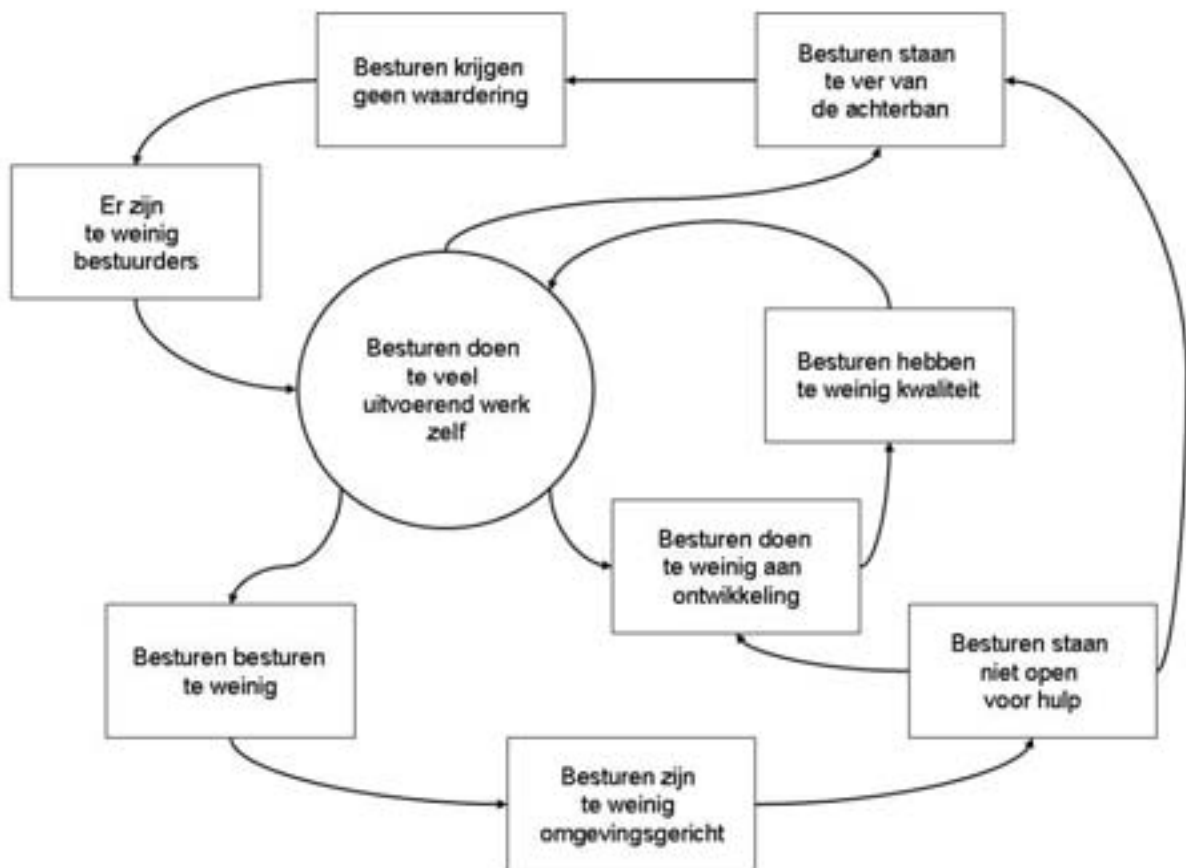 Besturen krijgen
geen waardering
Besturen staan
te ver van
de achterban
Er zijn
te weinig
bestuurders
Besturen doen
te veel
uitvoerend werk
zelf
Besturen hebben
te weinig kwaliteit
Besturen doen
te weinig aan
ontwikkeling
Besturen besturen
te weinig
Besturen staan
niet open
voor hulp
Besturen zijn
te weinig
omgevingsgericht